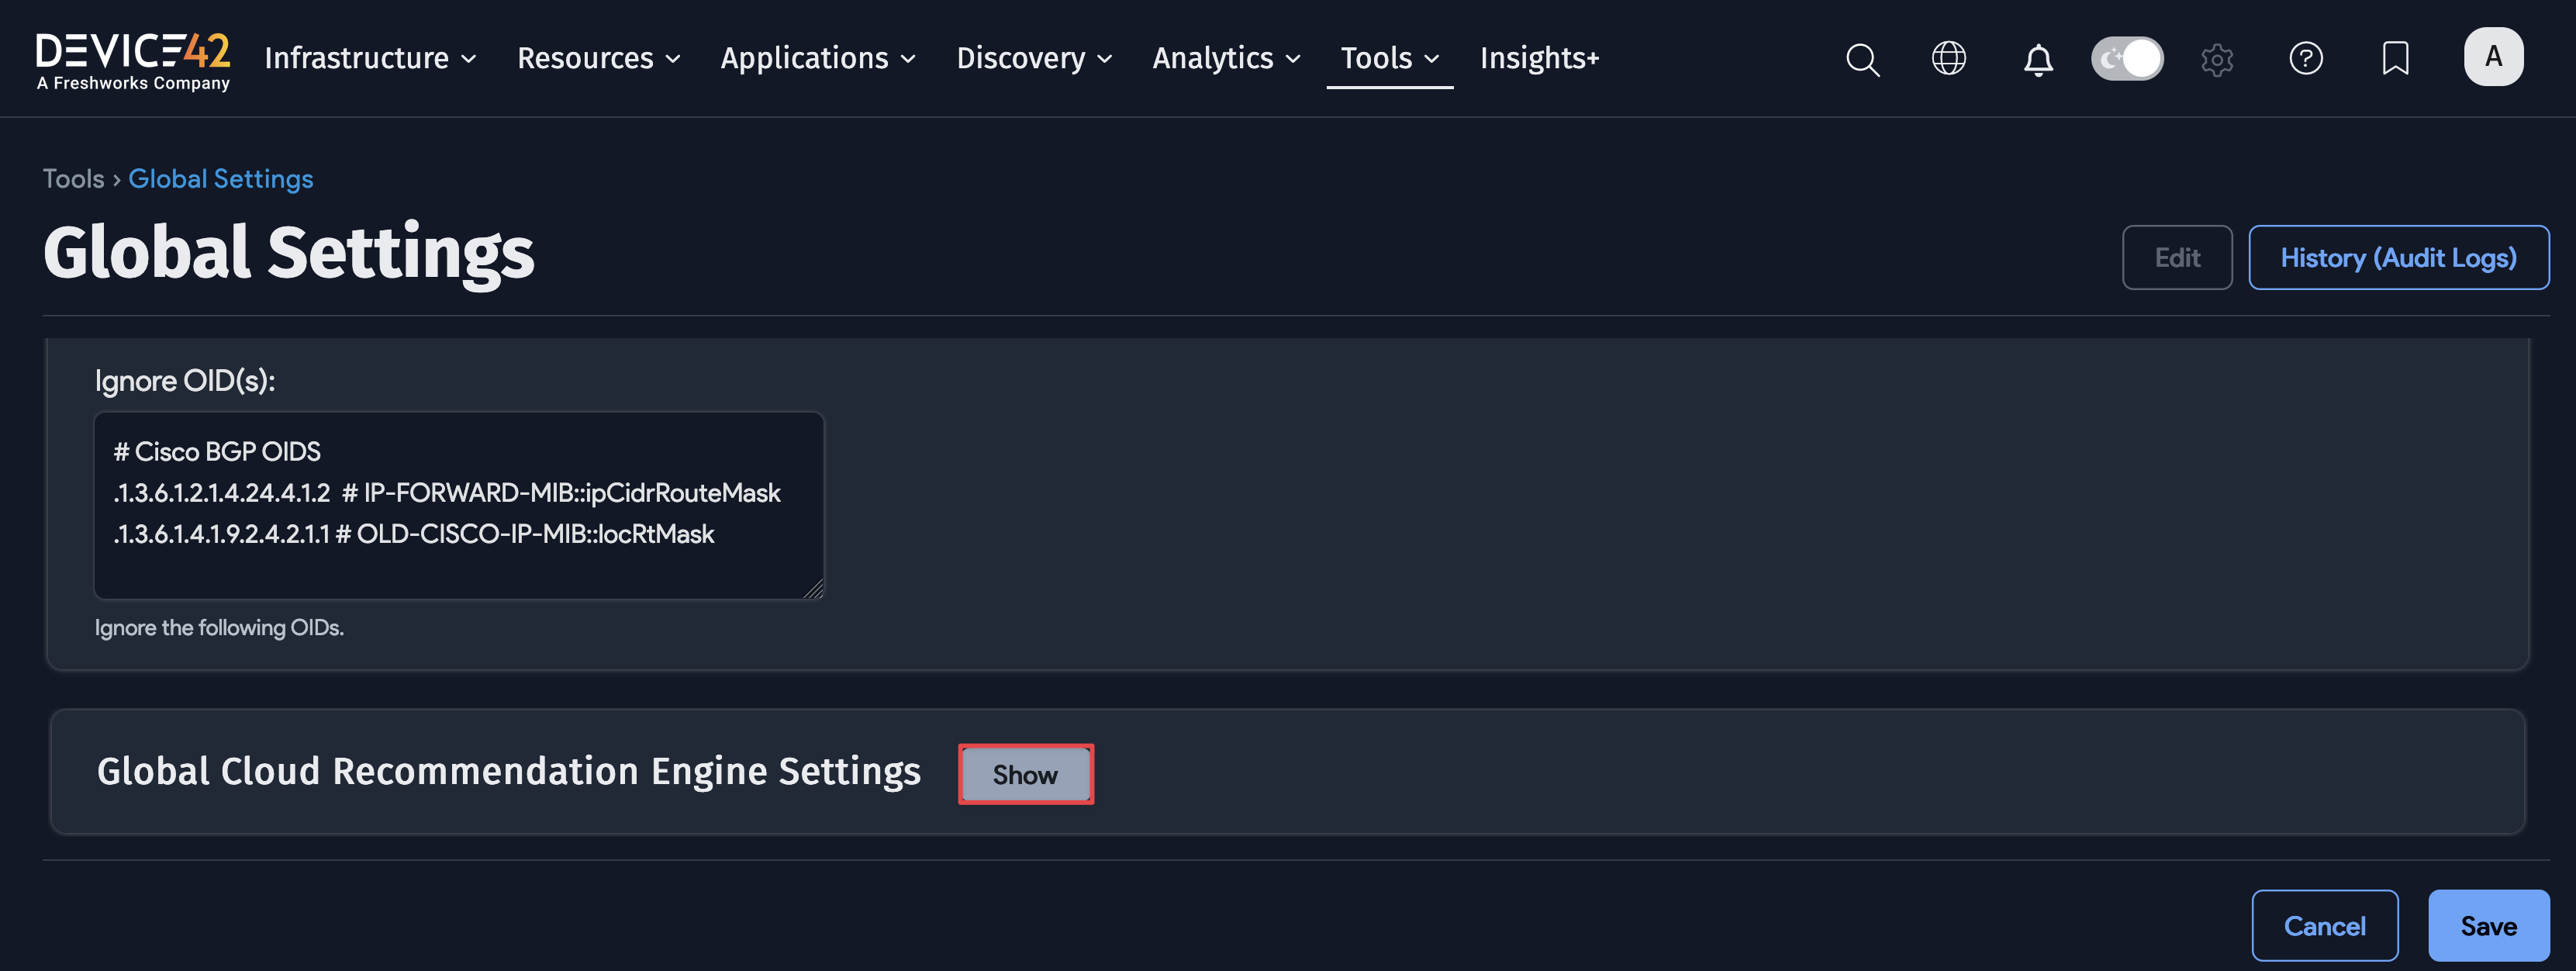 DEVICE42
A Freshworks Company
Infrastructure Resources Applications Discovery Analytics Tools Insights+
A
Tools › Global Settings
Global Settings
Edit History (Audit Logs)
Ignore OID(s):
# Cisco BGP OIDS
.1.3.6.1.2.1.4.24.4.1.2 # IP-FORWARD-MIB::ipCidrRouteMask
.1.3.6.1.4.1.9.2.4.2.1.1 # OLD-CISCO-IP-MIB::locRtMask
Ignore the following OIDs.
Global Cloud Recommendation Engine Settings Show
Cancel Save